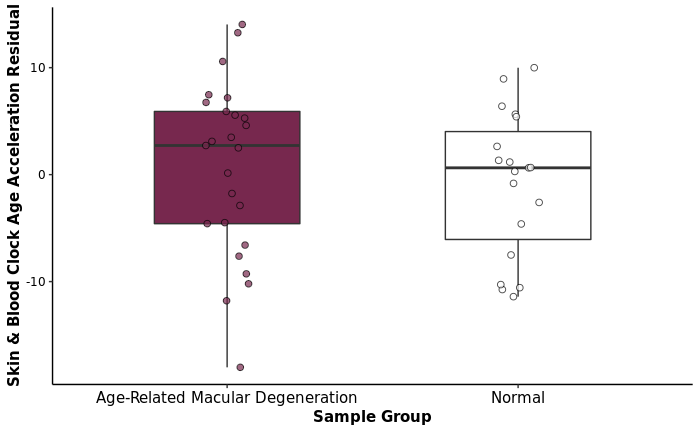 Skin & Blood Clock Age Acceleration Residual
10
0
-10
Age-Related Macular Degeneration
Normal
Sample Group